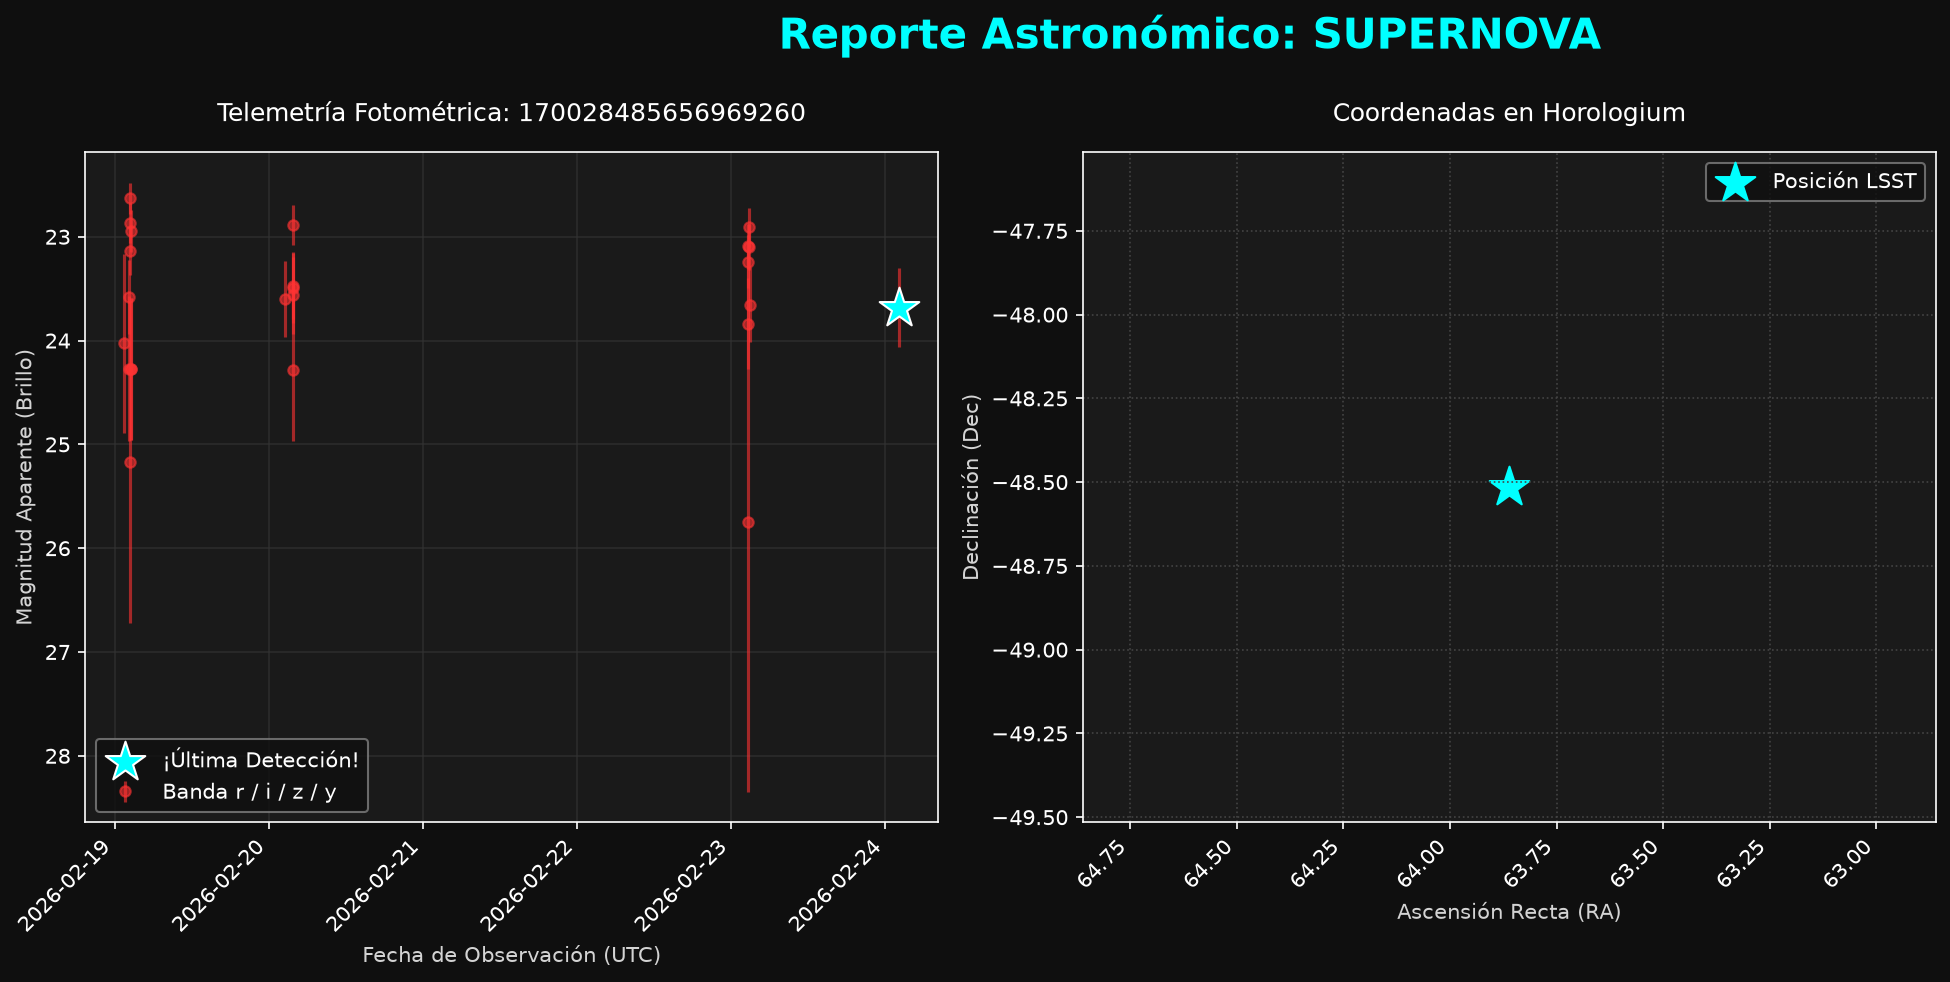 Reporte Astronómico: SUPERNOVA
Telemetría Fotométrica: 170028485656969260
Magnitud Aparente (Brillo)
23
24
25
26
27
28
¡Última Detección!
Banda r / i / z / y
2026-02-19
2026-02-20
2026-02-21
2026-02-22
2026-02-23
2026-02-24
Fecha de Observación (UTC)
Coordenadas en Horologium
Posición LSST
Declinación (Dec)
−47.75
−48.00
−48.25
−48.50
−48.75
−49.00
−49.25
−49.50
64.75
64.50
64.25
64.00
63.75
63.50
63.25
63.00
Ascensión Recta (RA)